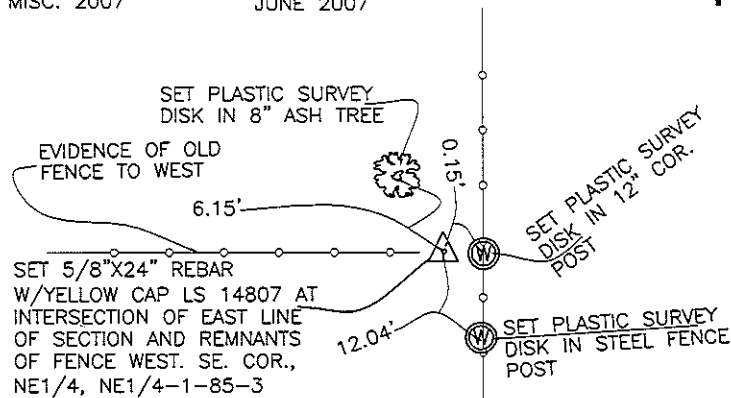 MISC. 2007
JUNE 2007
SET PLASTIC SURVEY
DISK IN 8" ASH TREE
EVIDENCE OF OLD
FENCE TO WEST
6.15'
0.15'
SET PLASTIC SURVEY
DISK IN 12" COR.
POST
W
SET 5/8"X24" REBAR
W/YELLOW CAP LS 14807 AT
INTERSECTION OF EAST LINE
OF SECTION AND REMNANTS
OF FENCE WEST. SE. COR.,
NE1/4, NE1/4-1-85-3
12.04'
W
SET PLASTIC SURVEY
DISK IN STEEL FENCE
POST